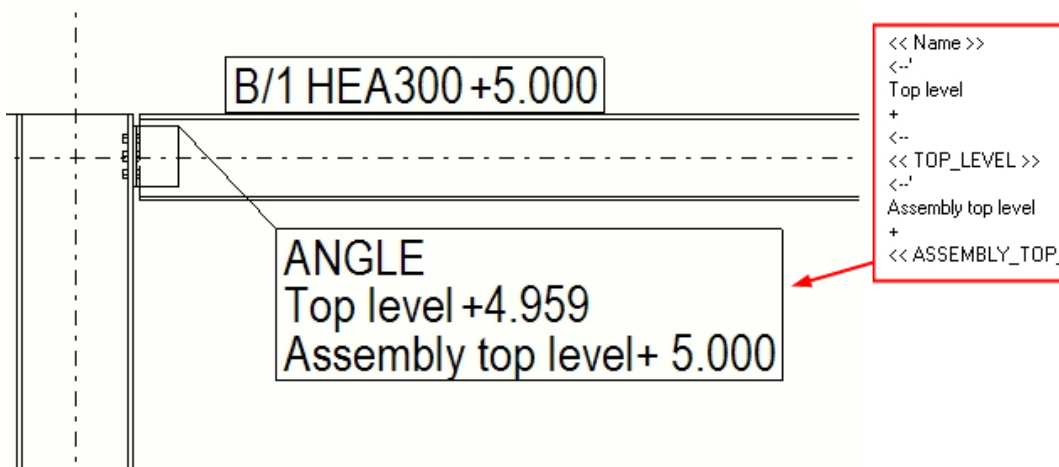 B/1 HEA300 +5.000
ANGLE
Top level +4.959
Assembly top level+ 5.000
<< Name >>
<--'
Top level
+
<--
<< TOP_LEVEL >>
<--'
Assembly top level
+
<< ASSEMBLY_TOP_